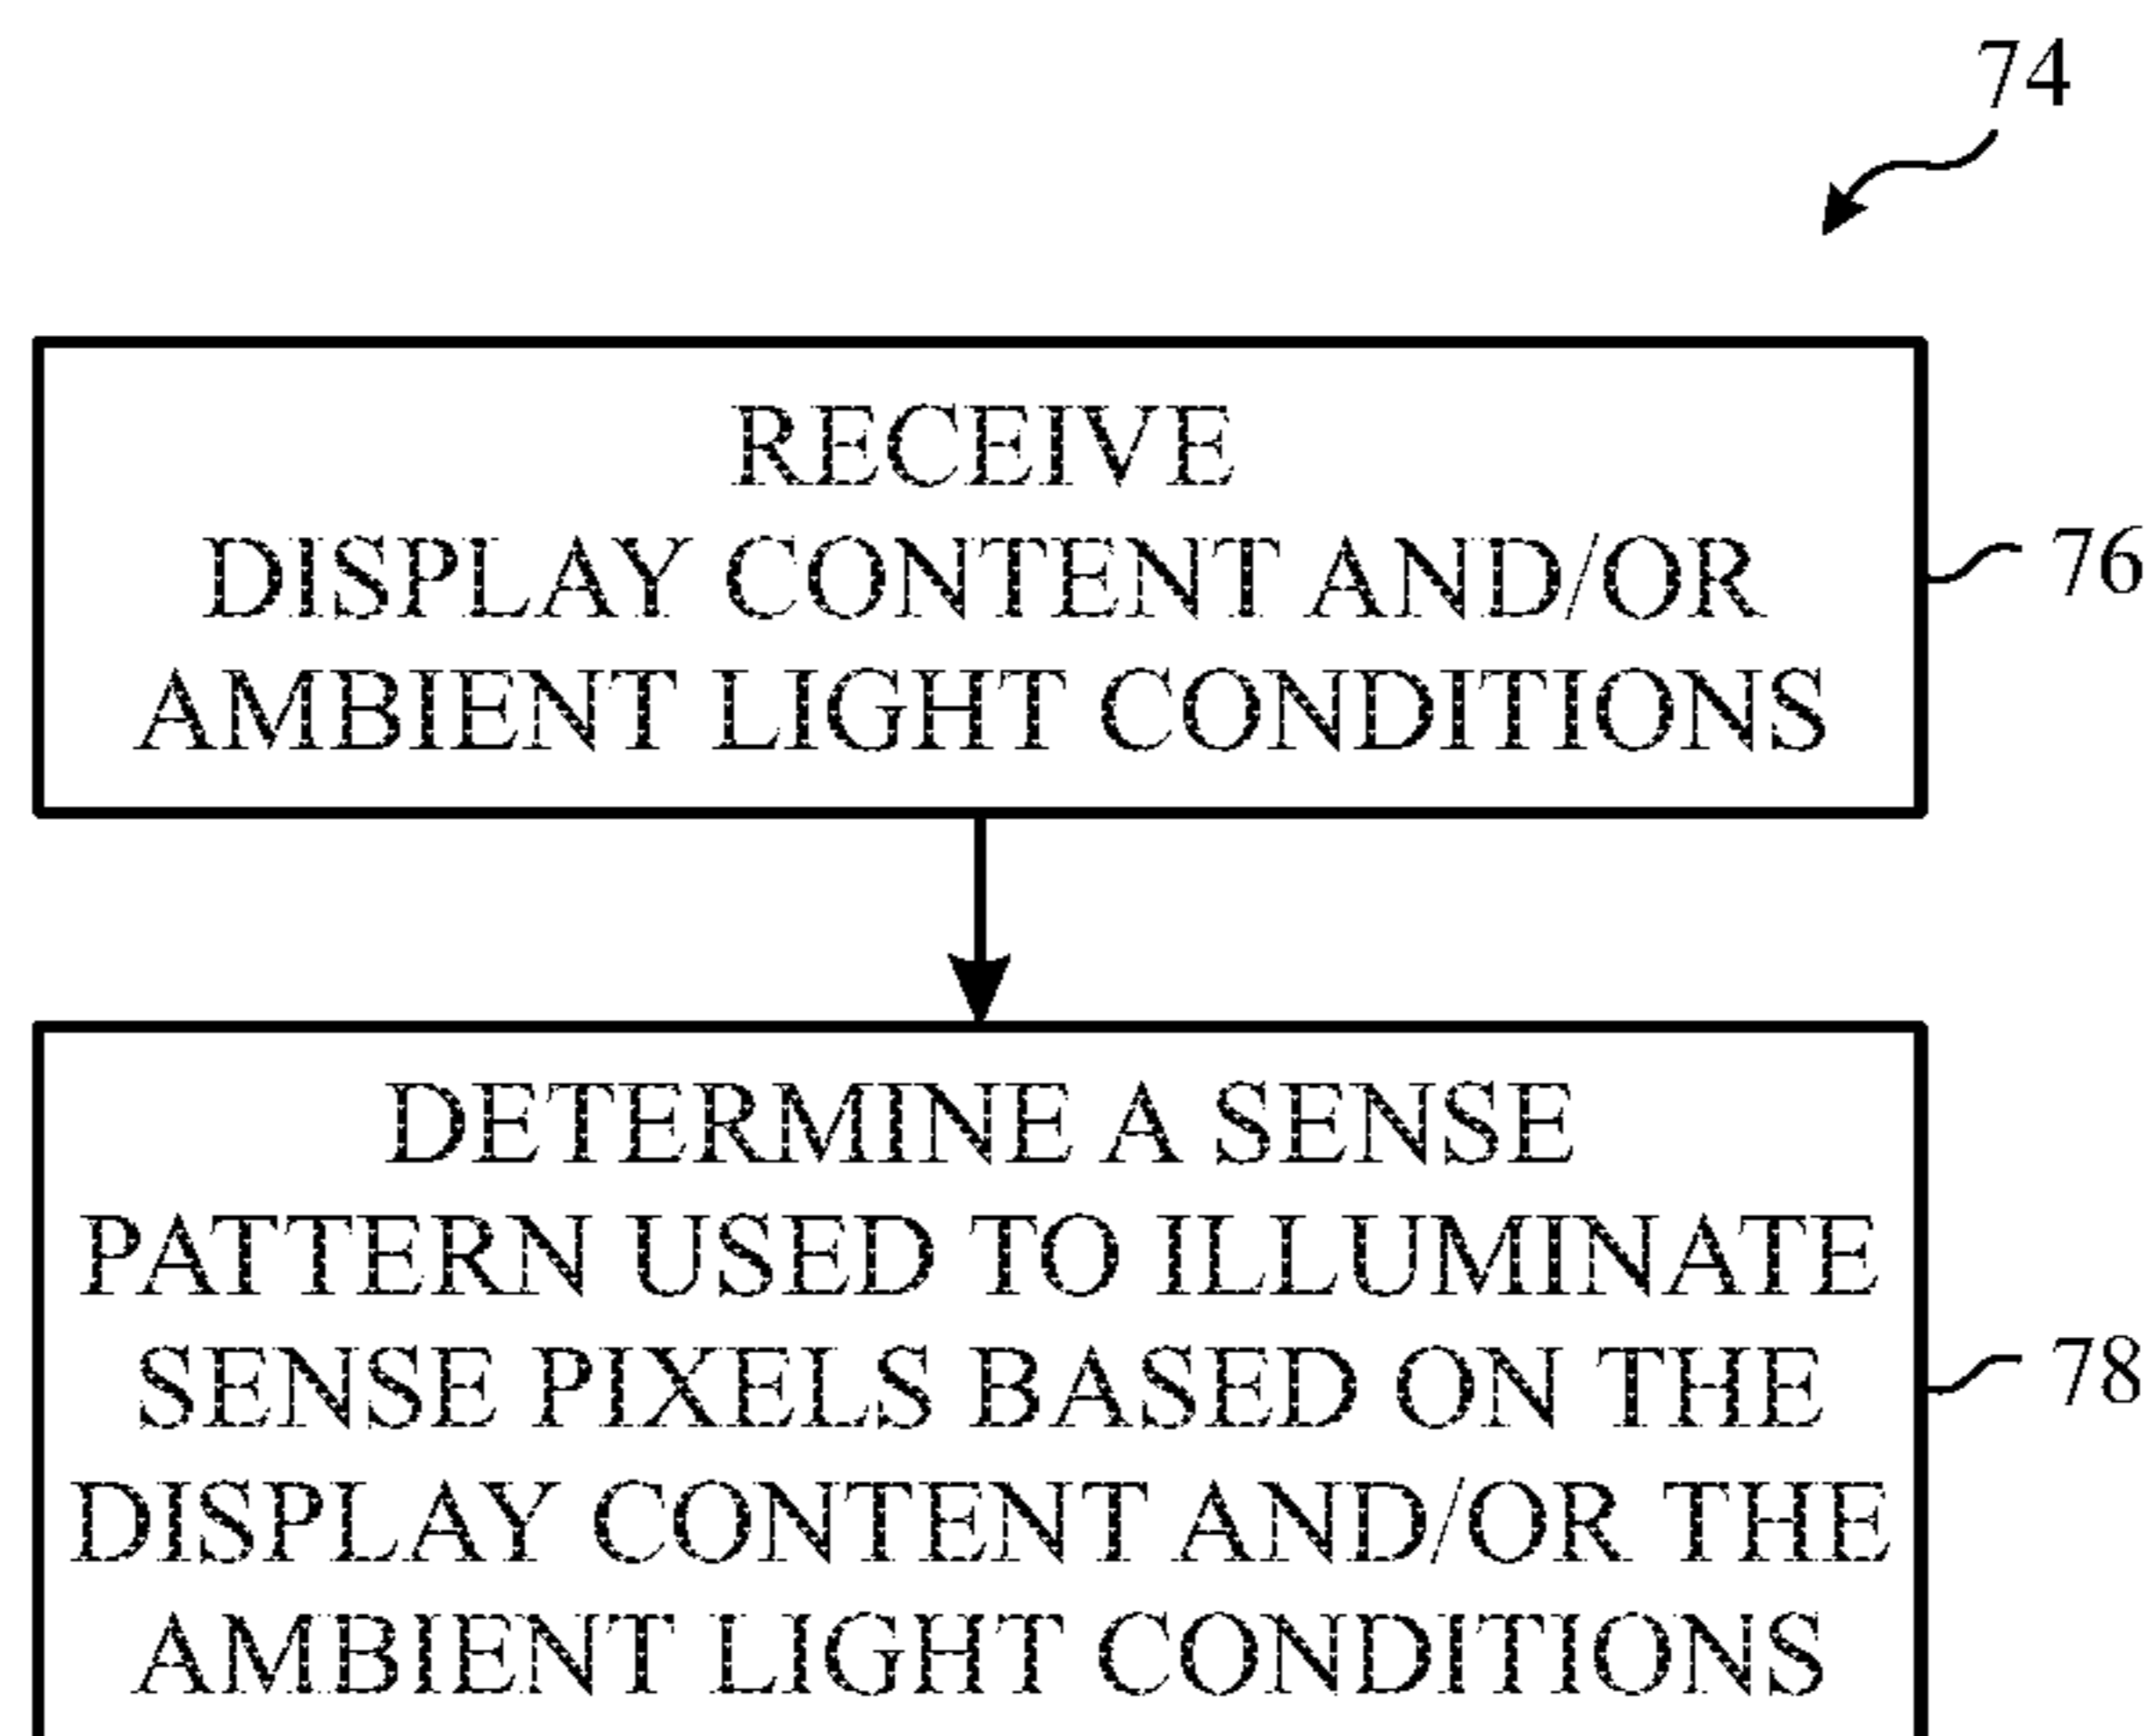 74
RECEIVE
DISPLAY CONTENT AND/OR
AMBIENT LIGHT CONDITIONS
76
DETERMINE A SENSE
PATTERN USED TO ILLUMINATE
SENSE PIXELS BASED ON THE
DISPLAY CONTENT AND/OR THE
AMBIENT LIGHT CONDITIONS
78